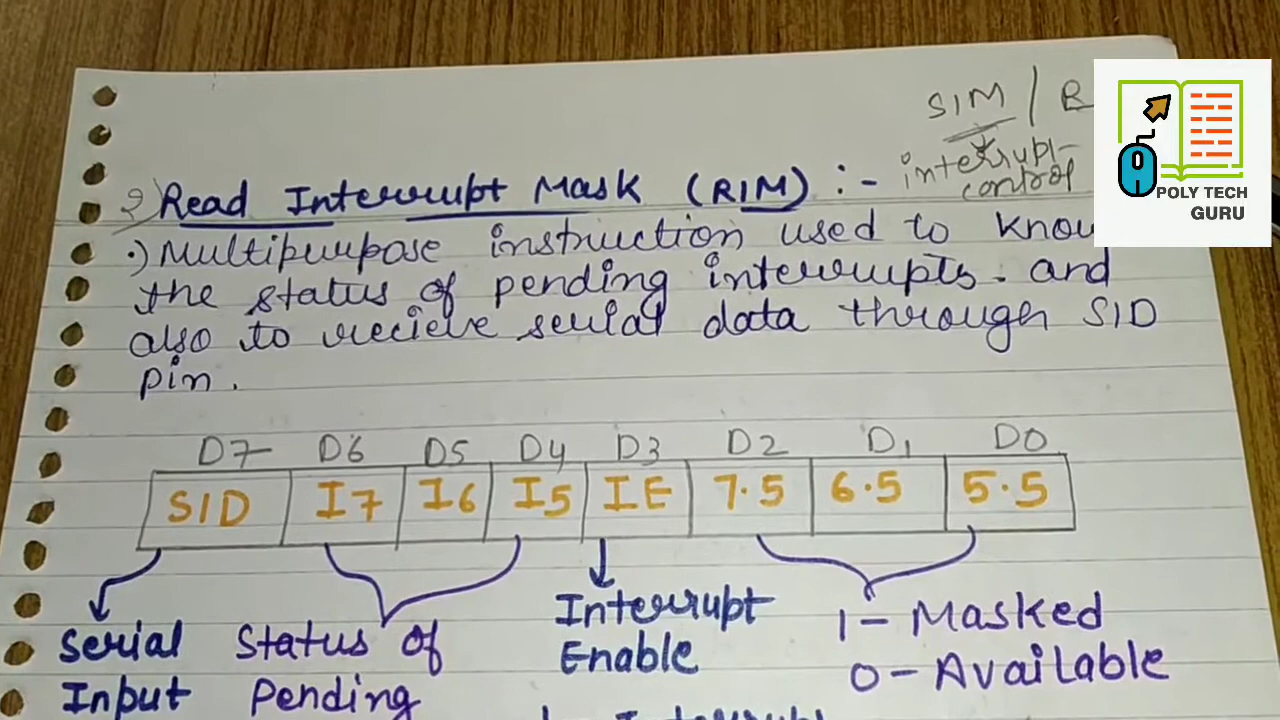 SIM / R
interrupt-
control
POLY TECH
GURU
2) Read Interrupt Mask (RIM) :-
·) Multipurpose instruction used to know
the status of pending interrupts. and
also to recieve serial data through SID
pin.
D7 D6 D5 D4 D3 D2 D1 D0
SID I7 I6 I5 IE 7.5 6.5 5.5
Serial
Input
Status of
Pending
Interrupt
Enable
1 - Masked
0 - Available